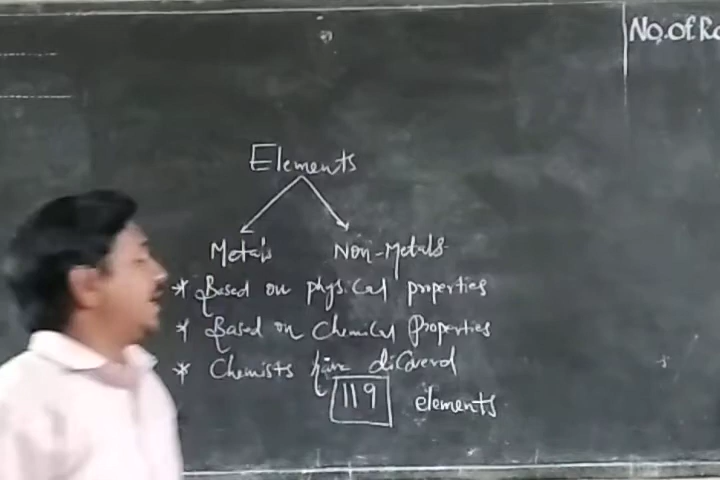 No. of Ro
Elements
Metals Non-Metals
* Based on physical properties
* Based on Chemical Properties
* Chemists have discoverd
119 elements